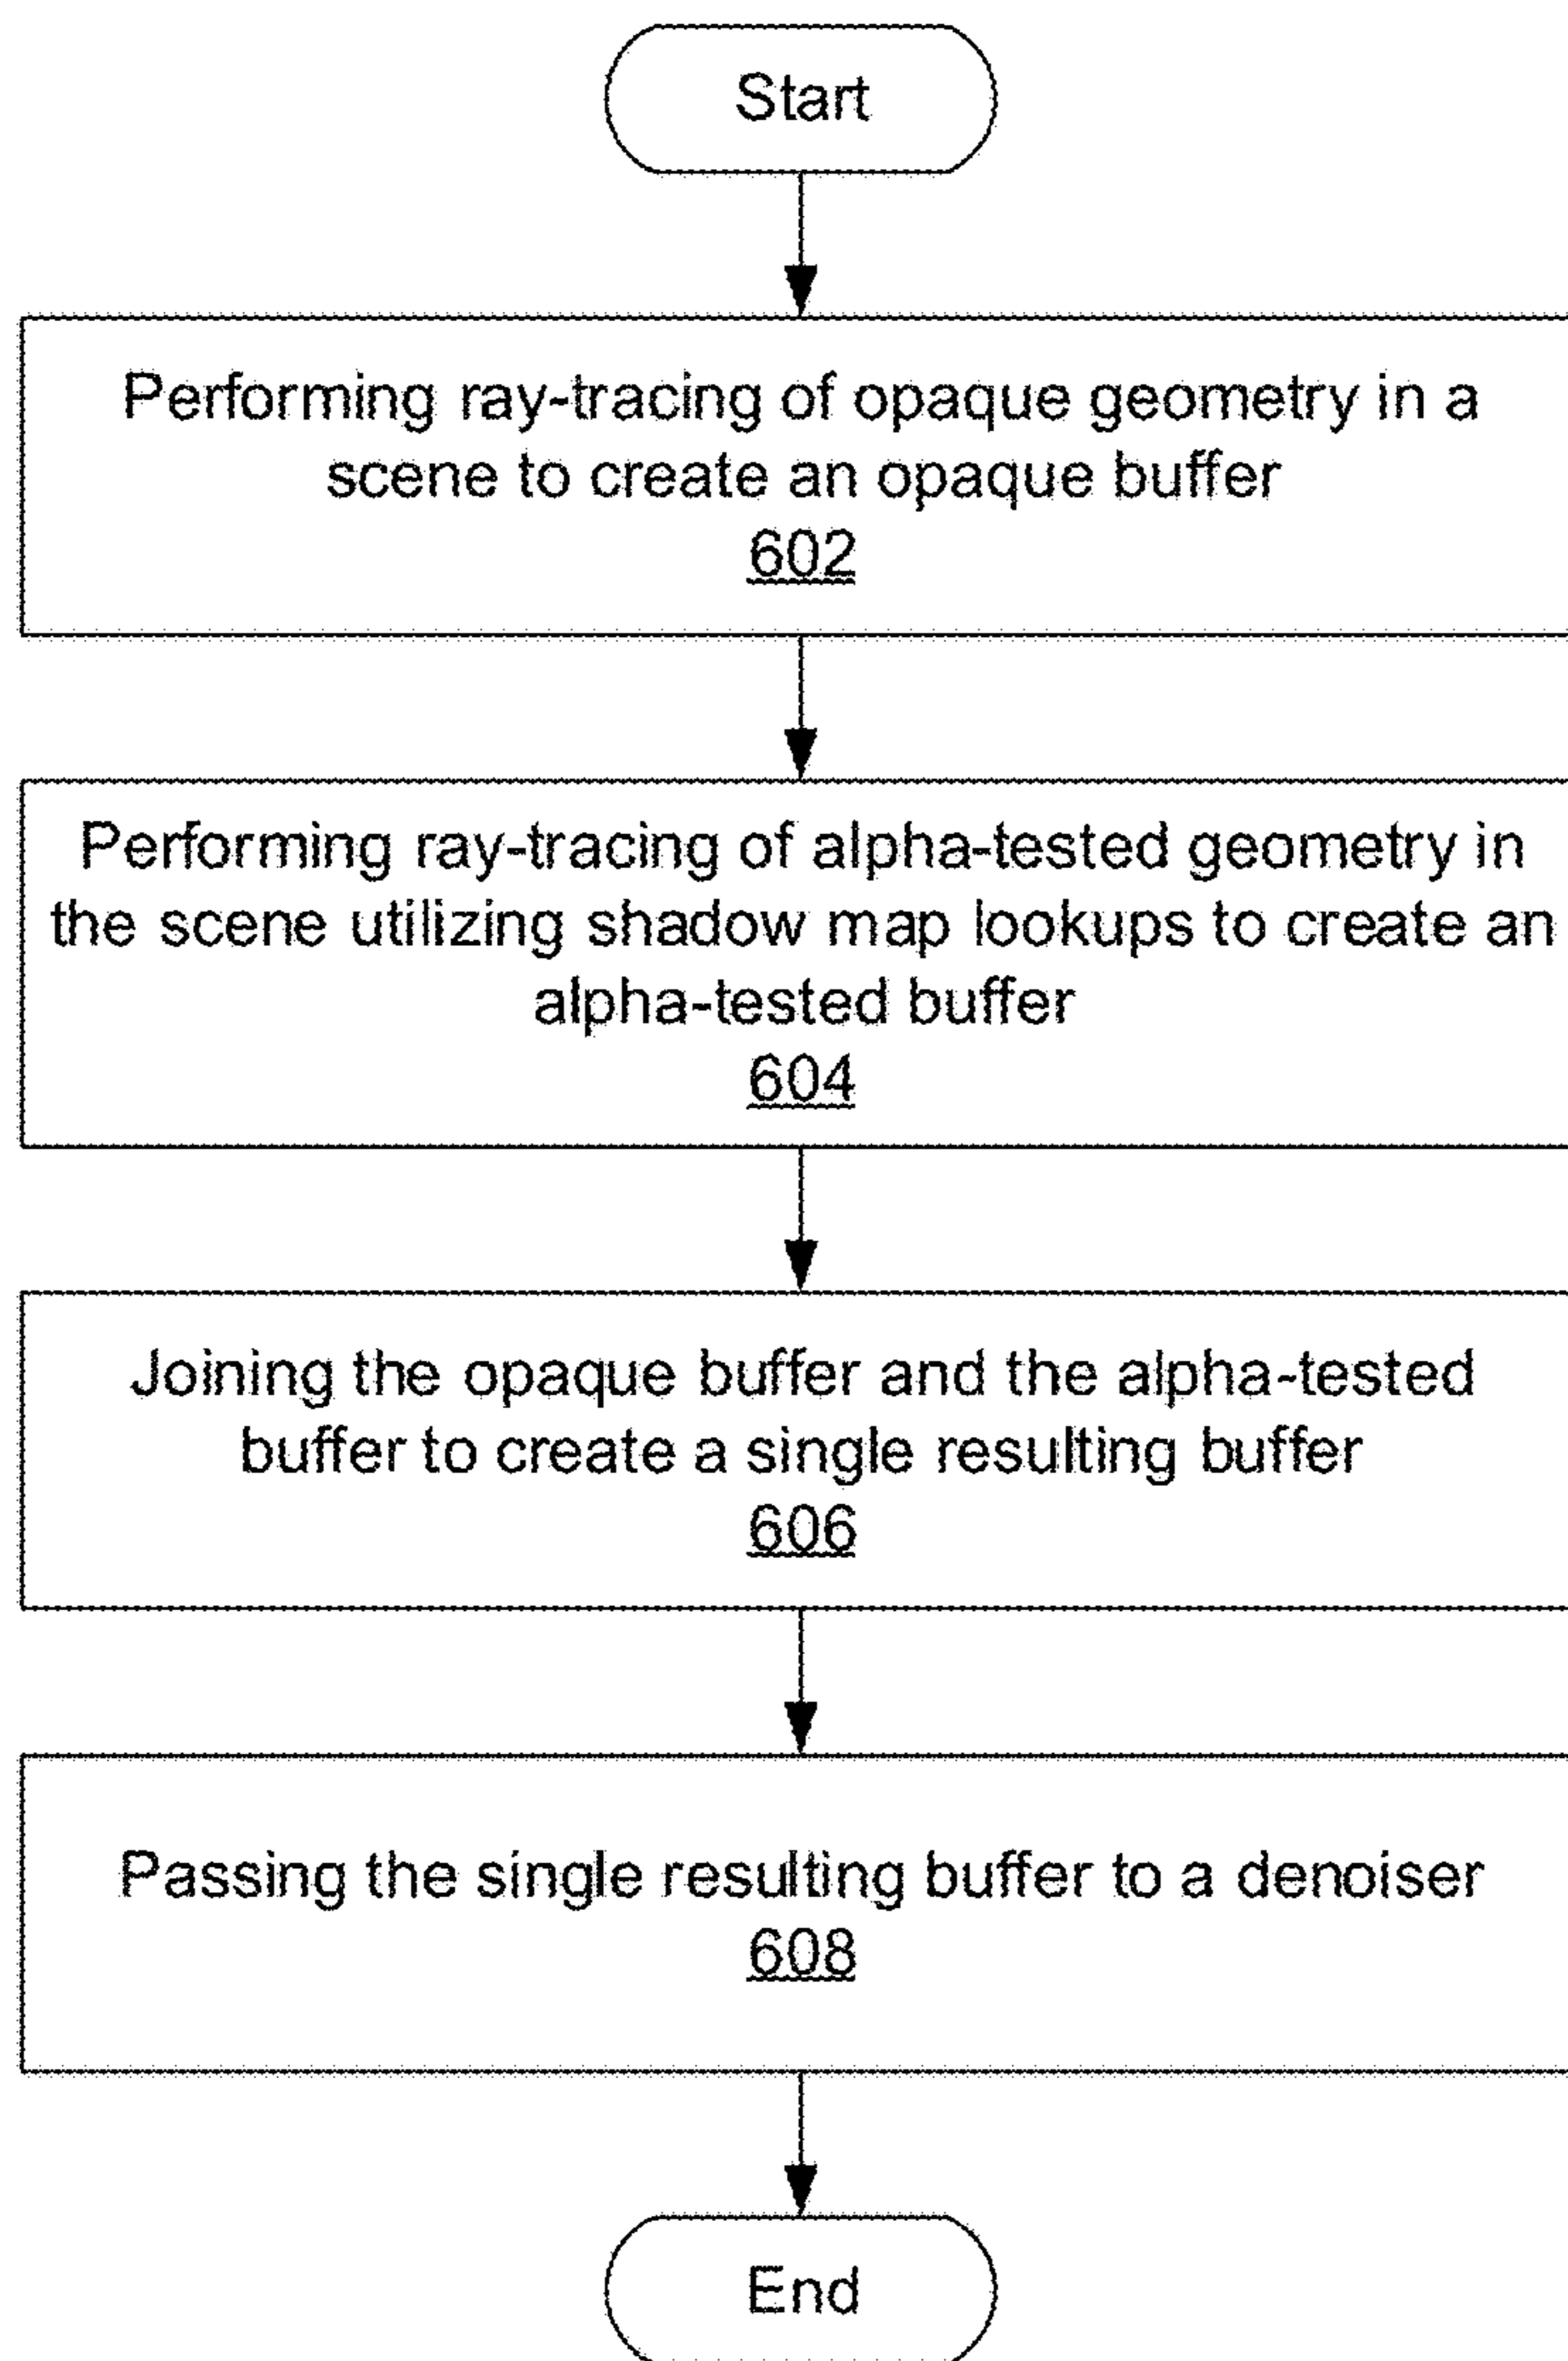 Start
Performing ray-tracing of opaque geometry in a
scene to create an opaque buffer
602
Performing ray-tracing of alpha-tested geometry in
the scene utilizing shadow map lookups to create an
alpha-tested buffer
604
Joining the opaque buffer and the alpha-tested
buffer to create a single resulting buffer
606
Passing the single resulting buffer to a denoiser
608
End